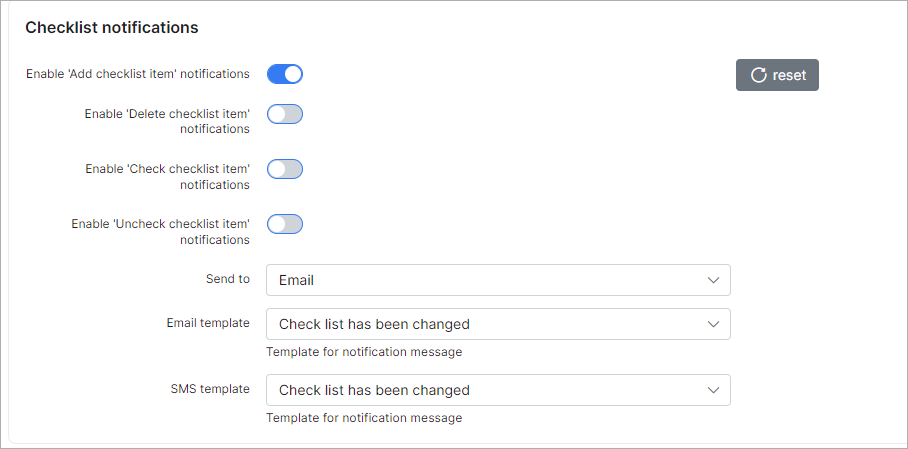 Checklist notifications
Enable 'Add checklist item' notifications
reset
Enable 'Delete checklist item'
notifications
Enable 'Check checklist item'
notifications
Enable 'Uncheck checklist item'
notifications
Send to
Email
Email template
Check list has been changed
Template for notification message
SMS template
Check list has been changed
Template for notification message